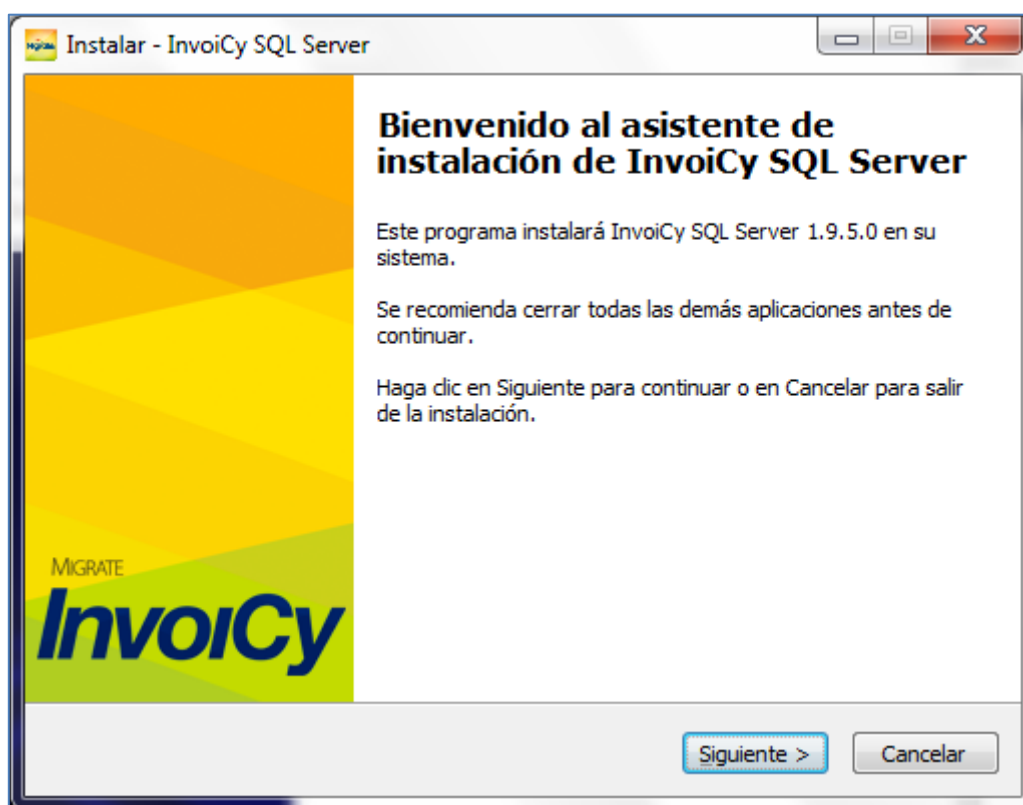 Instalar - InvoiCy SQL Server
Bienvenido al asistente de
instalación de InvoiCy SQL Server
Este programa instalará InvoiCy SQL Server 1.9.5.0 en su
sistema.
Se recomienda cerrar todas las demás aplicaciones antes de
continuar.
Haga clic en Siguiente para continuar o en Cancelar para salir
de la instalación.
MIGRATE
InvoiCy
Siguiente >
Cancelar